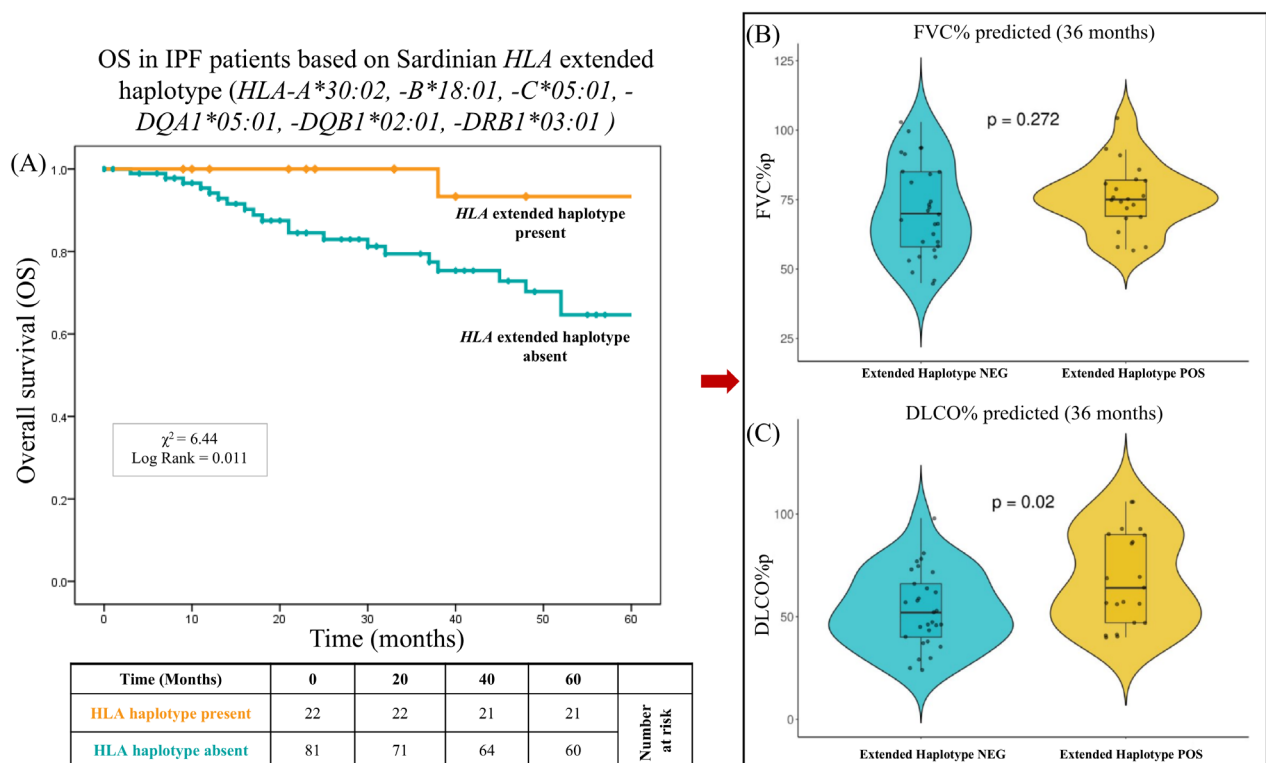 OS in IPF patients based on Sardinian HLA extended
haplotype (HLA-A*30:02, -B*18:01, -C*05:01, -
DQA1*05:01, -DQB1*02:01, -DRB1*03:01 )
(A)
Overall survival (OS)
1.0
0.8
0.6
0.4
0.2
0.0
HLA extended haplotype
present
HLA extended haplotype
absent
χ² = 6.44
Log Rank = 0.011
0
10
20
30
40
50
60
Time (months)
Time (Months) 0 20 40 60
HLA haplotype present 22 22 21 21
HLA haplotype absent 81 71 64 60
Number
at risk
(B)
FVC% predicted (36 months)
FVC%p
125
100
75
50
25
p = 0.272
Extended Haplotype NEG
Extended Haplotype POS
(C)
DLCO% predicted (36 months)
DLCO%p
100
50
0
p = 0.02
Extended Haplotype NEG
Extended Haplotype POS